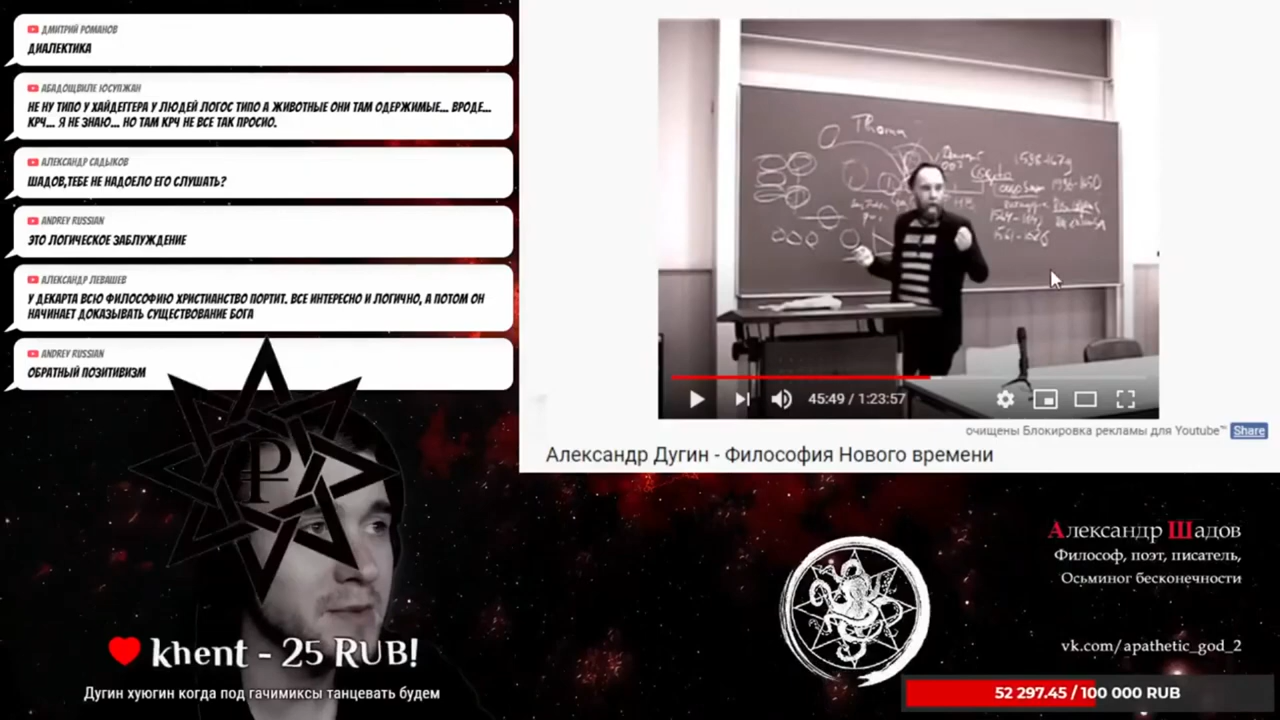 ДМИТРИЙ РОМАНОВ
ДИАЛЕКТИКА
АБАДОЩВИЛЕ ЮСУПЖАН
НЕ НУ ТИПО У ХАЙДЕГГЕРА У ЛЮДЕЙ ЛОГОС ТИПО А ЖИВОТНЫЕ ОНИ ТАМ ОДЕРЖИМЫЕ... ВРОДЕ...
КРЧ... Я НЕ ЗНАЮ... НО ТАМ КРЧ НЕ ВСЕ ТАК ПРОСИО.
АЛЕКСАНДР САДЫКОВ
ШАДОВ,ТЕБЕ НЕ НАДОЕЛО ЕГО СЛУШАТЬ?
ANDREY RUSSIAN
ЭТО ЛОГИЧЕСКОЕ ЗАБЛУЖДЕНИЕ
АЛЕКСАНДР ЛЕВАШЕВ
У ДЕКАРТА ВСЮ ФИЛОСОФИЮ ХРИСТИАНСТВО ПОРТИТ. ВСЕ ИНТЕРЕСНО И ЛОГИЧНО, А ПОТОМ ОН
НАЧИНАЕТ ДОКАЗЫВАТЬ СУЩЕСТВОВАНИЕ БОГА
ANDREY RUSSIAN
ОБРАТНЫЙ ПОЗИТИВИЗМ
Thoma
45:49 / 1:23:57
очищены Блокировка рекламы для Youtube™ Share
Александр Дугин - Философия Нового времени
khent - 25 RUB!
Дугин хуюгин когда под гачимиксы танцевать будем
Александр Шадов
Философ, поэт, писатель,
Осьминог бесконечности
vk.com/apathetic_god_2
52 297.45 / 100 000 RUB